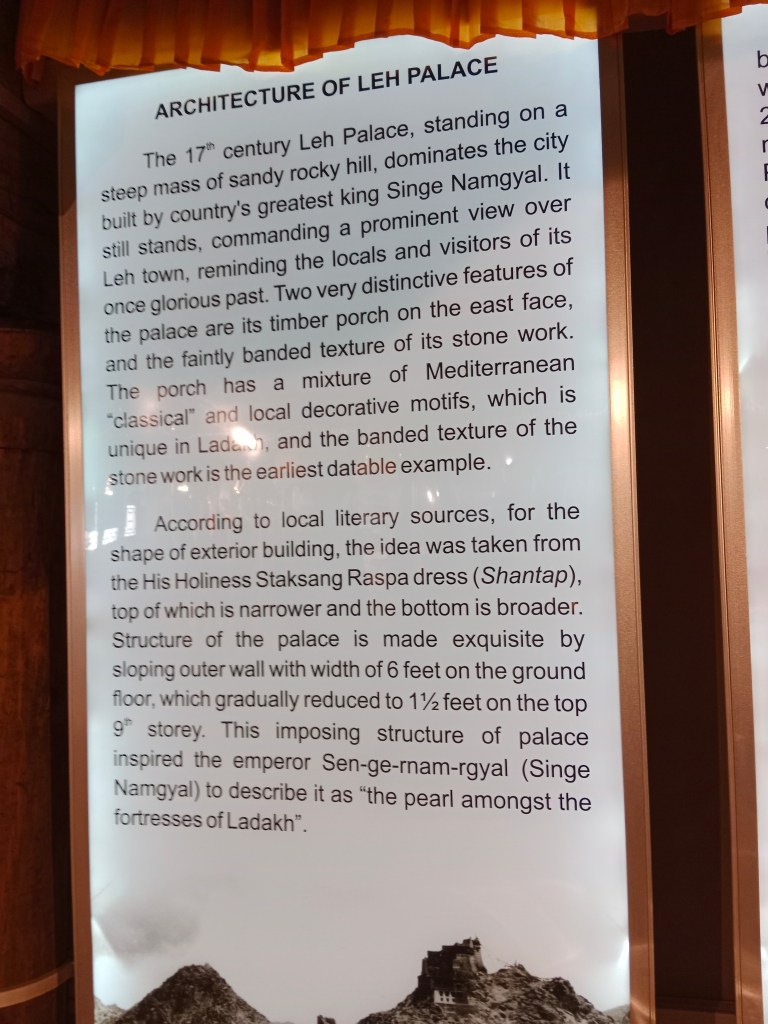 ARCHITECTURE OF LEH PALACE
The 17th century Leh Palace, standing on a
steep mass of sandy rocky hill, dominates the city
built by country's greatest king Singe Namgyal. It
still stands, commanding a prominent view over
Leh town, reminding the locals and visitors of its
once glorious past. Two very distinctive features of
the palace are its timber porch on the east face,
and the faintly banded texture of its stone work.
The porch has a mixture of Mediterranean
“classical” and local decorative motifs, which is
unique in Ladakh, and the banded texture of the
stone work is the earliest datable example.
According to local literary sources, for the
shape of exterior building, the idea was taken from
the His Holiness Staksang Raspa dress (Shantap),
top of which is narrower and the bottom is broader.
Structure of the palace is made exquisite by
sloping outer wall with width of 6 feet on the ground
floor, which gradually reduced to 1½ feet on the top
9th storey. This imposing structure of palace
inspired the emperor Sen-ge-rnam-rgyal (Singe
Namgyal) to describe it as “the pearl amongst the
fortresses of Ladakh”.